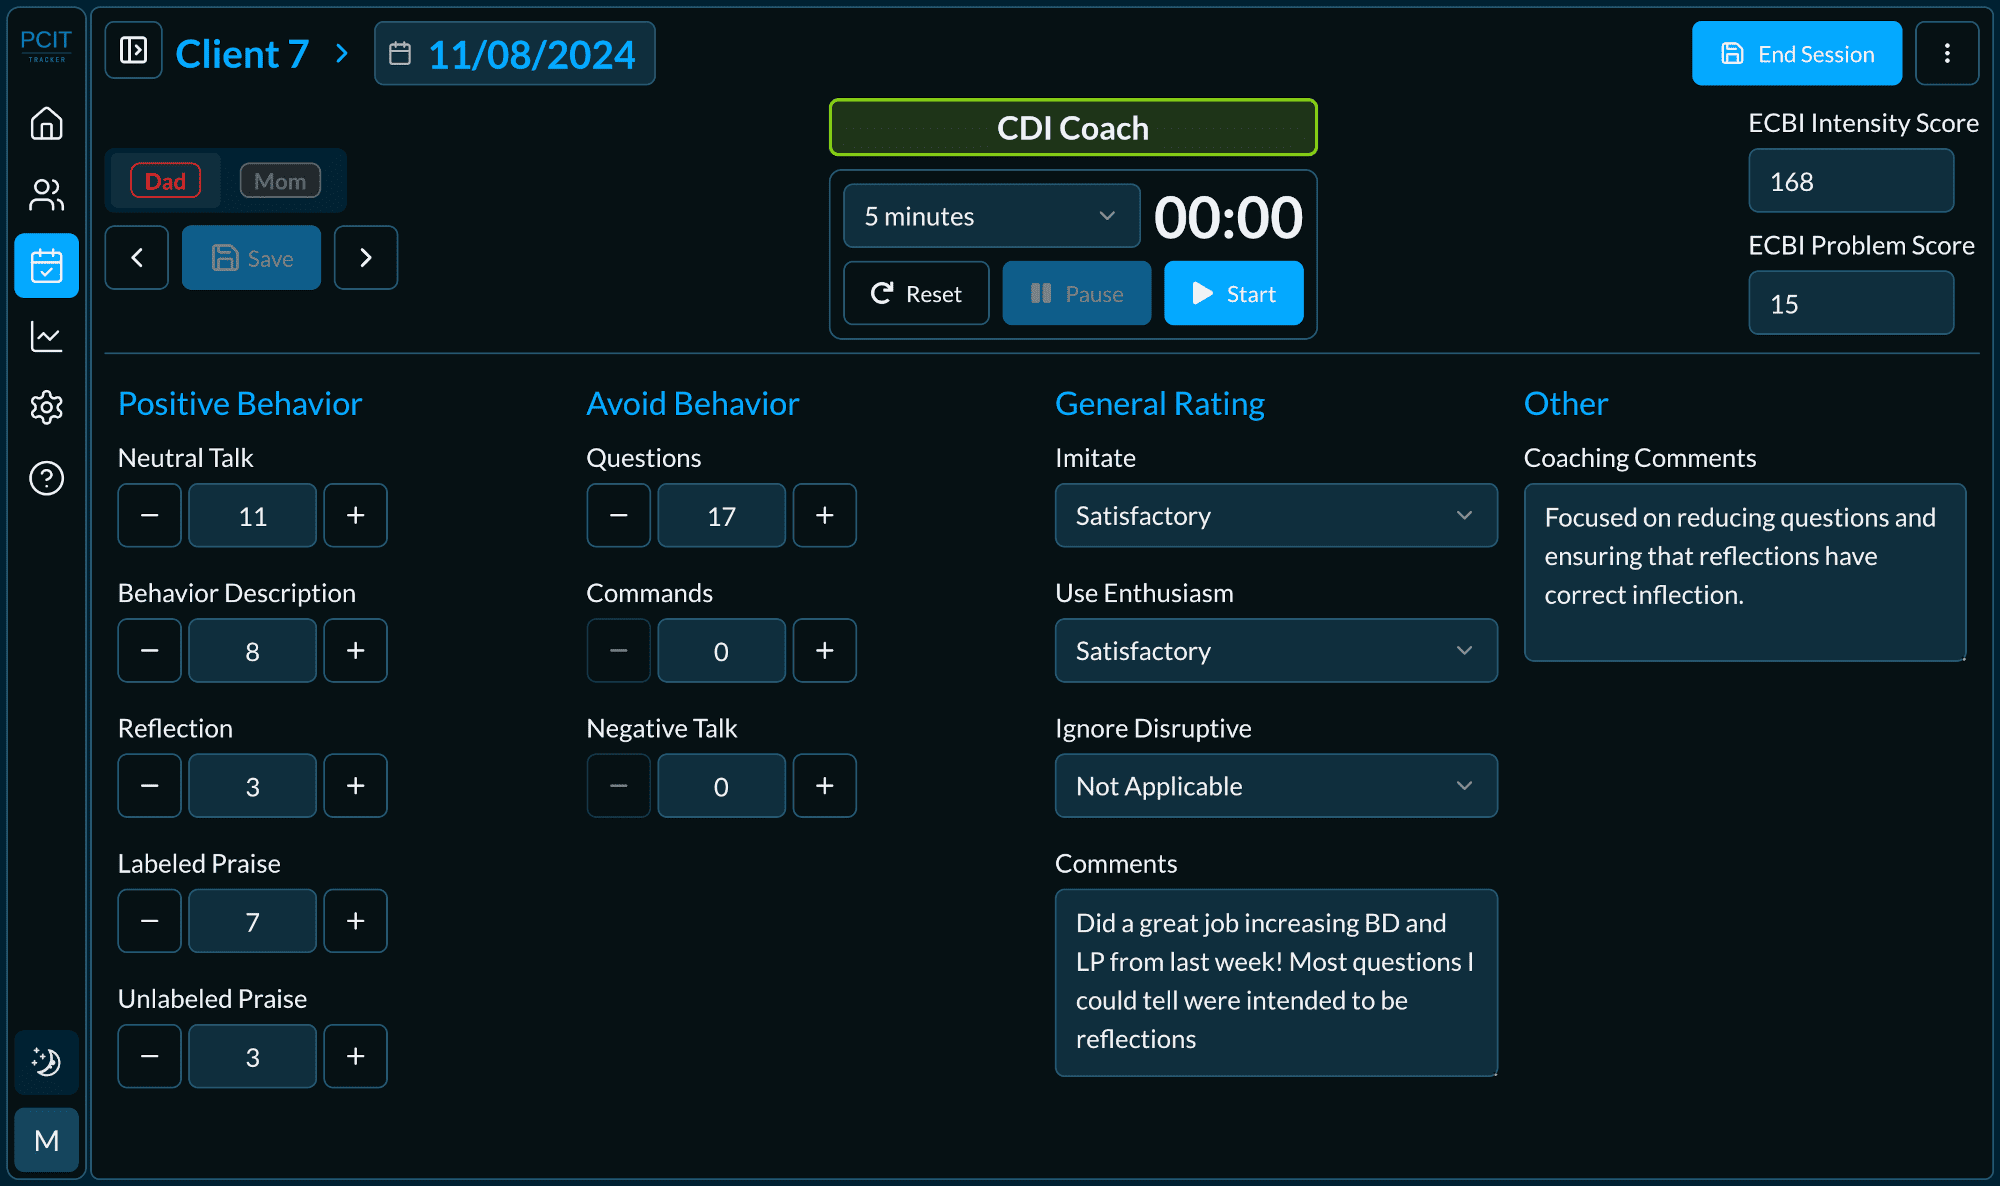 PCIT
TRACKER
Client 7
11/08/2024
End Session
CDI Coach
ECBI Intensity Score
168
Dad
Mom
5 minutes
00:00
ECBI Problem Score
Save
Reset
Pause
Start
15
Positive Behavior
Neutral Talk
11
Behavior Description
8
Reflection
3
Labeled Praise
7
Unlabeled Praise
3
Avoid Behavior
Questions
17
Commands
0
Negative Talk
0
General Rating
Imitate
Satisfactory
Use Enthusiasm
Satisfactory
Ignore Disruptive
Not Applicable
Comments
Did a great job increasing BD and
LP from last week! Most questions I
could tell were intended to be
reflections
Other
Coaching Comments
Focused on reducing questions and
ensuring that reflections have
correct inflection.
M